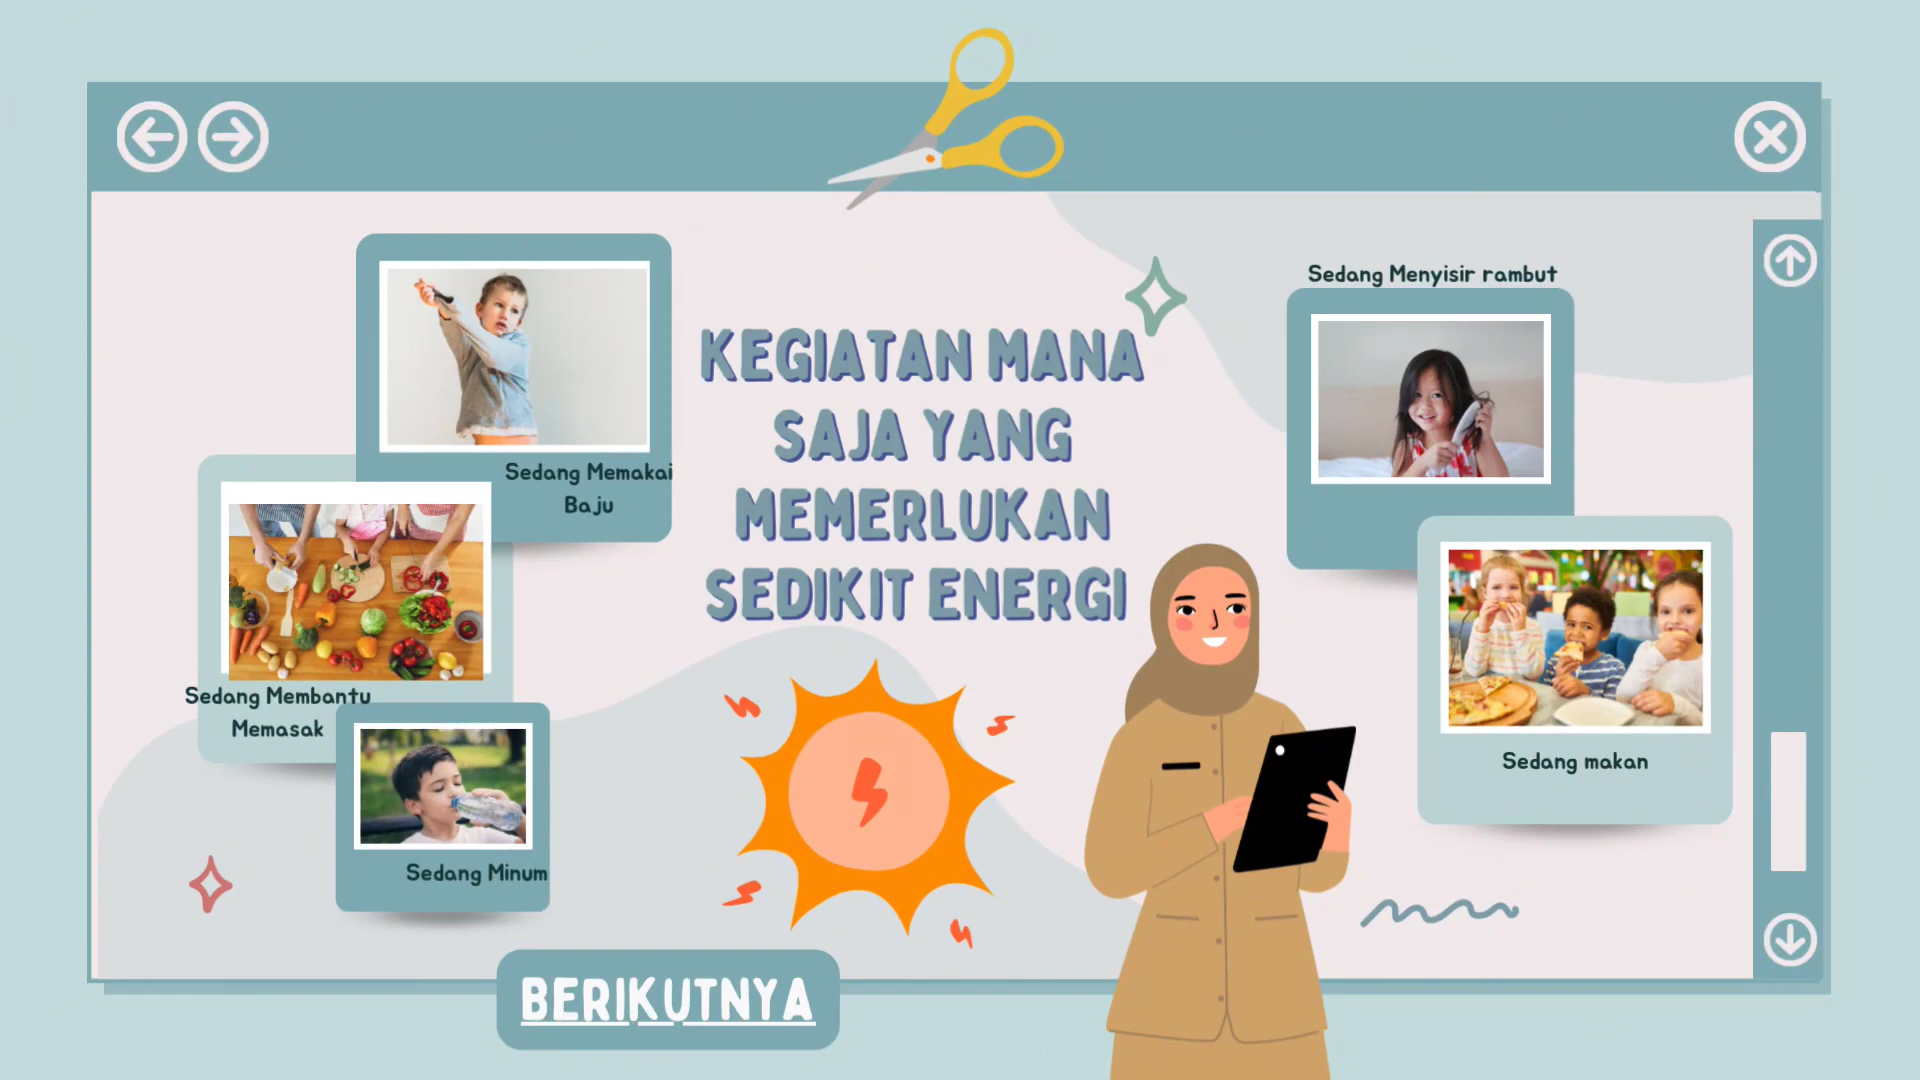 KEGIATAN MANA
SAJA YANG
MEMERLUKAN
SEDIKIT ENERGI
Sedang Memakai
Baju
Sedang Membantu
Memasak
Sedang Minum
Sedang Menyisir rambut
Sedang makan
BERIKUTNYA